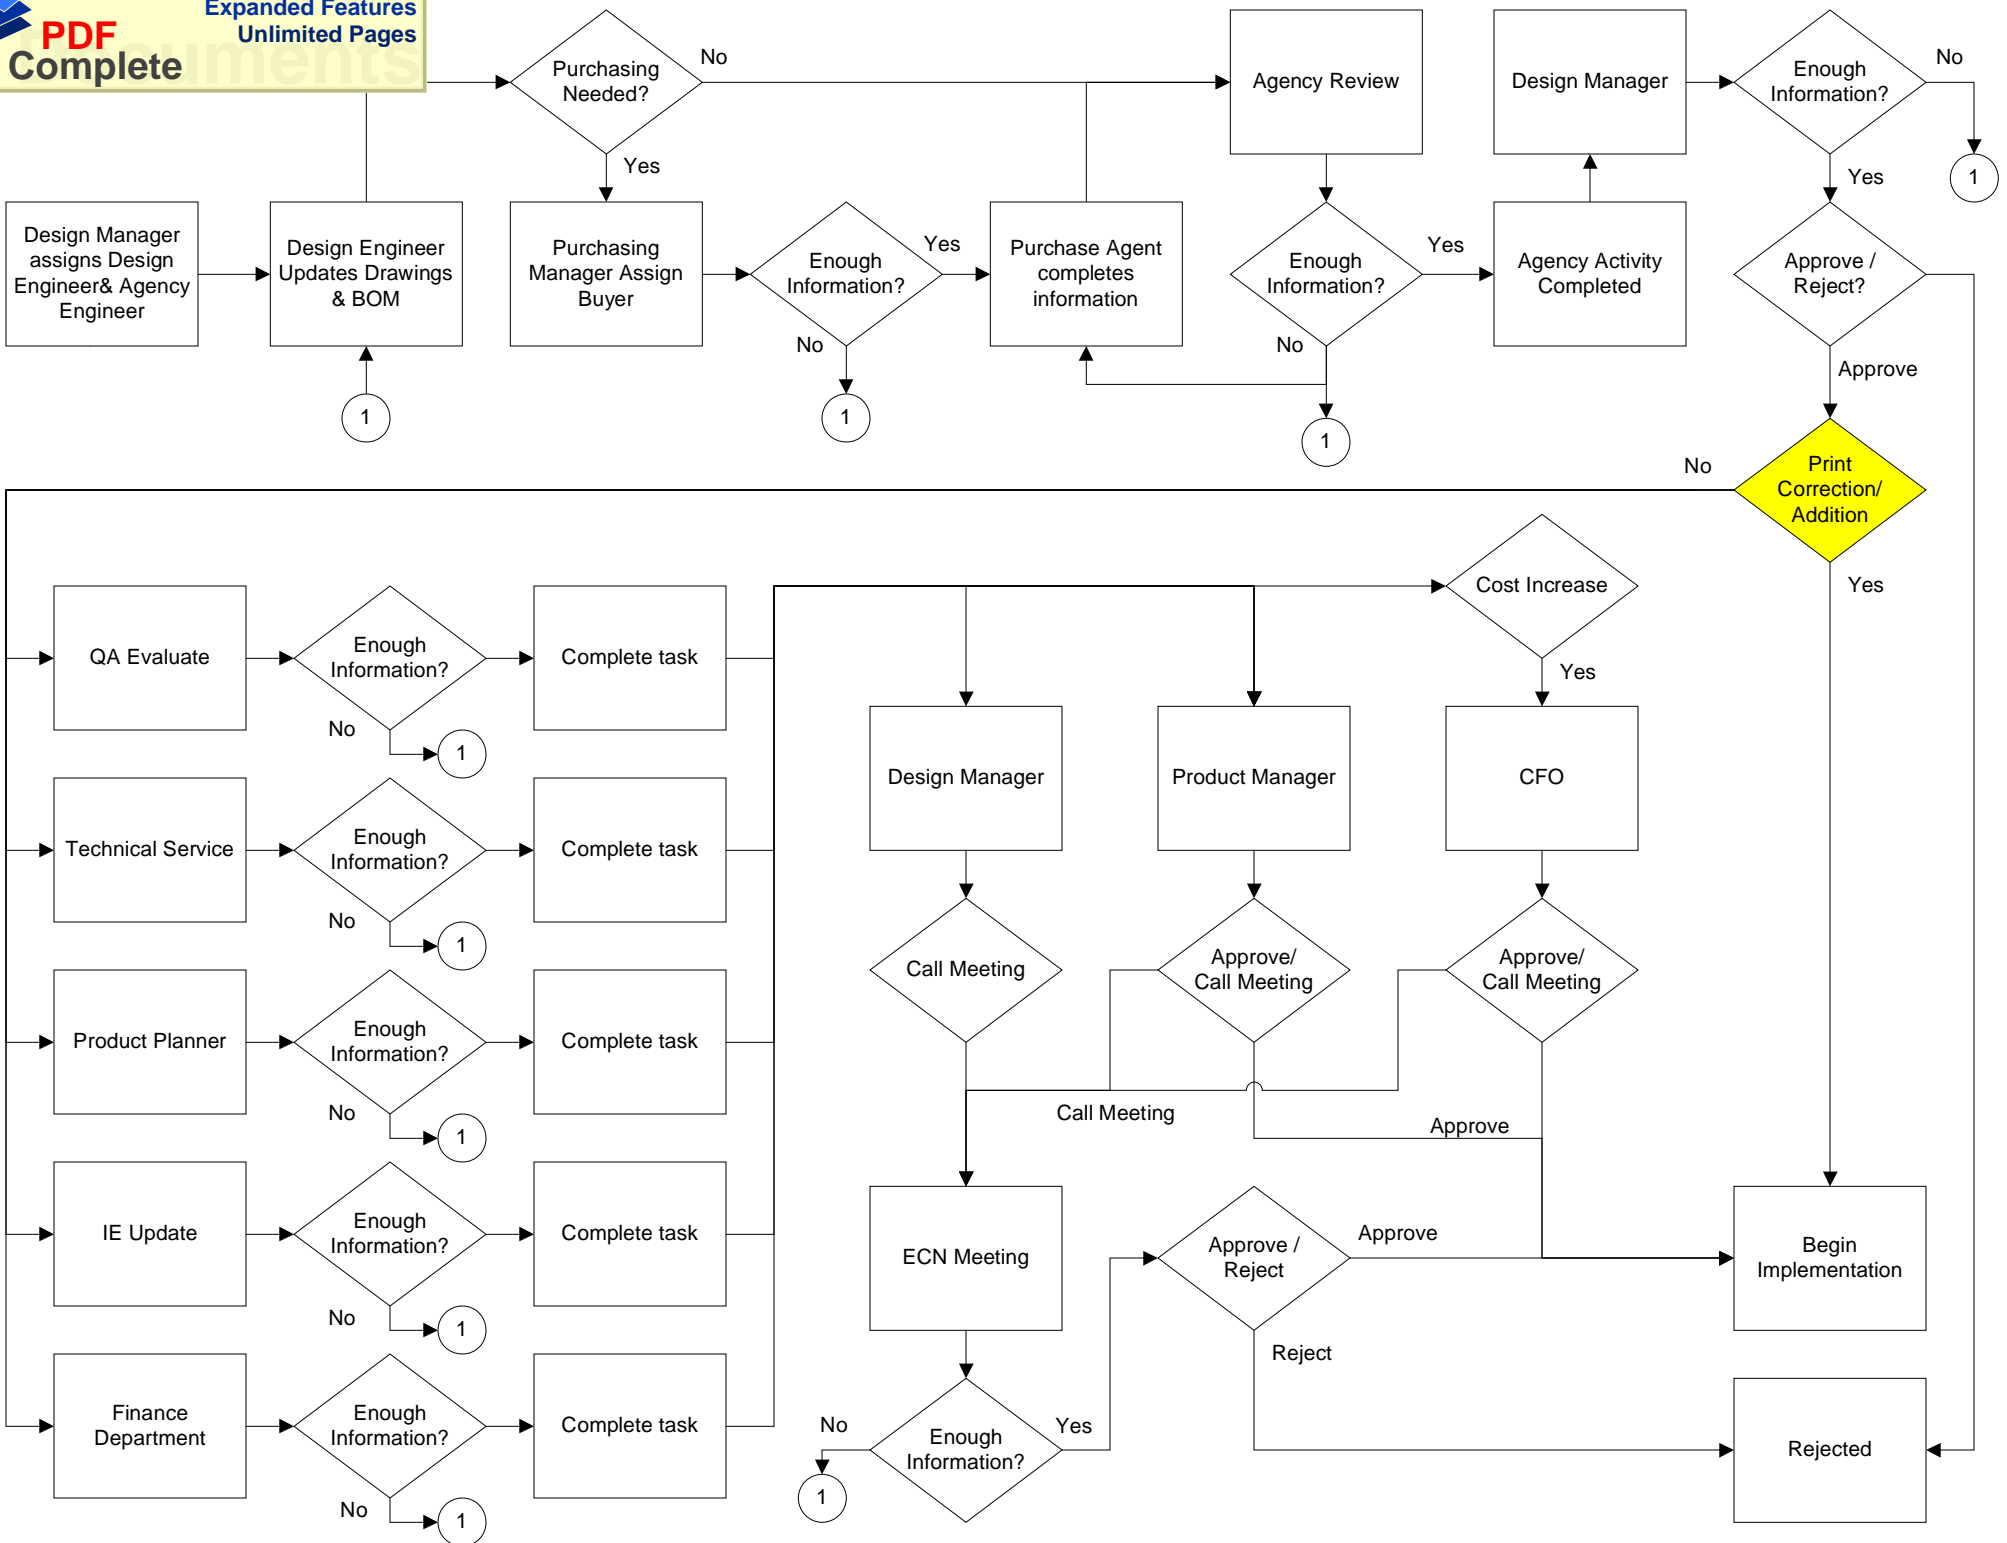 Expanded Features
Unlimited Pages
PDF
Complete
Purchasing
Needed?
No
Yes
Agency Review
Design Manager
Enough
Information?
No
Yes
1
Design Manager
assigns Design
Engineer& Agency
Engineer
Design Engineer
Updates Drawings
& BOM
1
Purchasing
Manager Assign
Buyer
Enough
Information?
Yes
No
1
Purchase Agent
completes
information
Enough
Information?
Yes
No
1
Agency Activity
Completed
Approve /
Reject?
Approve
Print
Correction/
Addition
No
Yes
Cost Increase
Yes
QA Evaluate
Enough
Information?
No
1
Complete task
Technical Service
Enough
Information?
No
1
Complete task
Product Planner
Enough
Information?
No
1
Complete task
IE Update
Enough
Information?
No
1
Complete task
Finance
Department
Enough
Information?
No
1
Complete task
Design Manager
Product Manager
CFO
Call Meeting
Approve/
Call Meeting
Approve/
Call Meeting
Call Meeting
Approve
ECN Meeting
Approve /
Reject
Approve
Reject
Begin
Implementation
Enough
Information?
No
Yes
1
Rejected